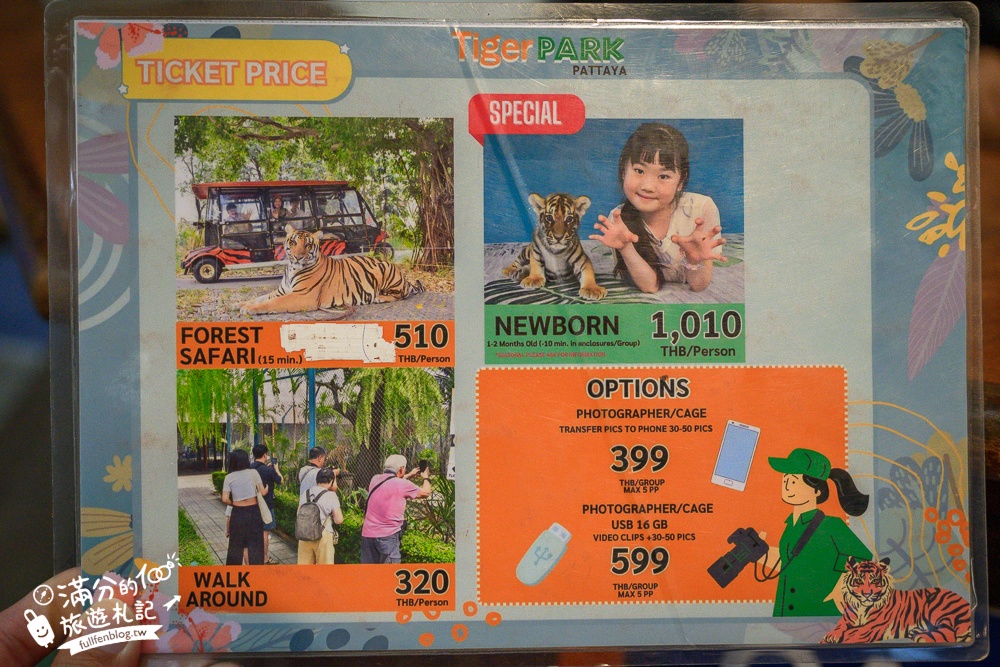 Tiger PARK
PATTAYA
TICKET PRICE
SPECIAL
FOREST
SAFARI (15 min.)
510
THB/Person
NEWBORN
1-2 Months Old (-10 min. in enclosures/Group)
1,010
THB/Person
WALK
AROUND
320
THB/Person
OPTIONS
PHOTOGRAPHER/CAGE
TRANSFER PICS TO PHONE 30-50 PICS
399
THB/GROUP
MAX 5 PP
PHOTOGRAPHER/CAGE
USB 16 GB
VIDEO CLIPS +30-50 PICS
599
THB/GROUP
MAX 5 PP
滿分的
旅遊札記
fullfenblog.tw